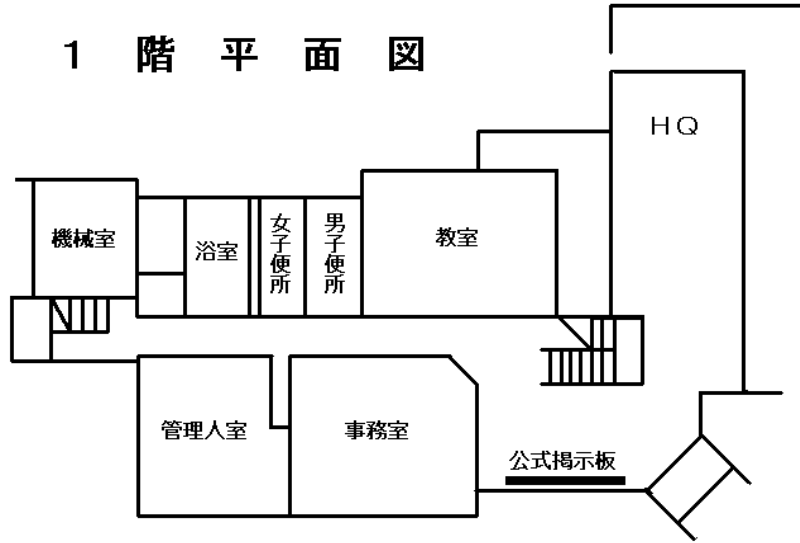 １階平面図
ＨＱ
機械室
浴室
女子便所
男子便所
教室
管理人室
事務室
公式掲示板